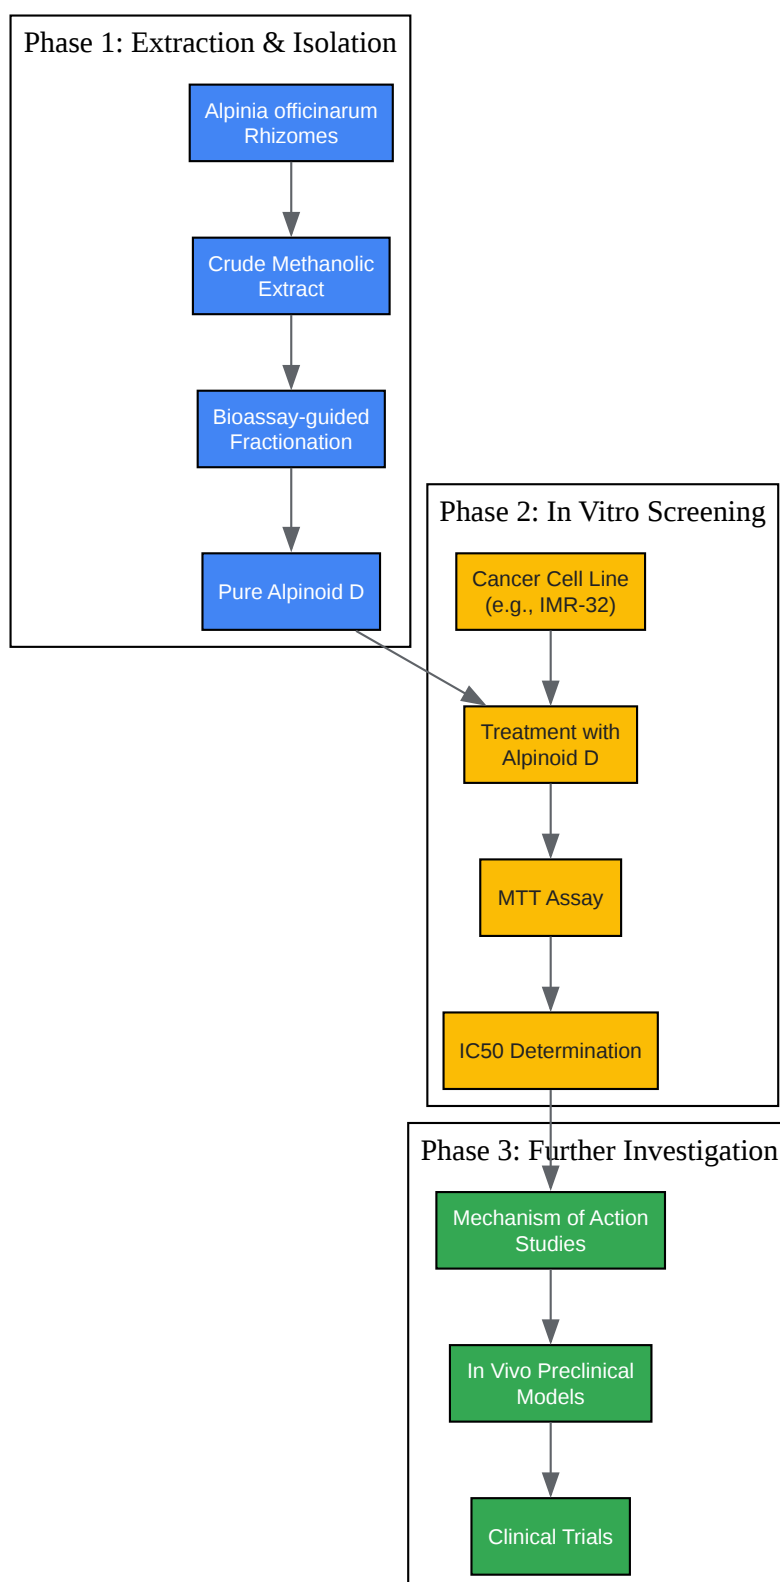 Phase 1: Extraction & Isolation
Alpinia officinarum
Rhizomes
Crude Methanolic
Extract
Bioassay-guided
Fractionation
Pure Alpinoid D
Phase 2: In Vitro Screening
Cancer Cell Line
(e.g., IMR-32)
Treatment with
Alpinoid D
MTT Assay
IC50 Determination
Phase 3: Further Investigation
Mechanism of Action
Studies
In Vivo Preclinical
Models
Clinical Trials